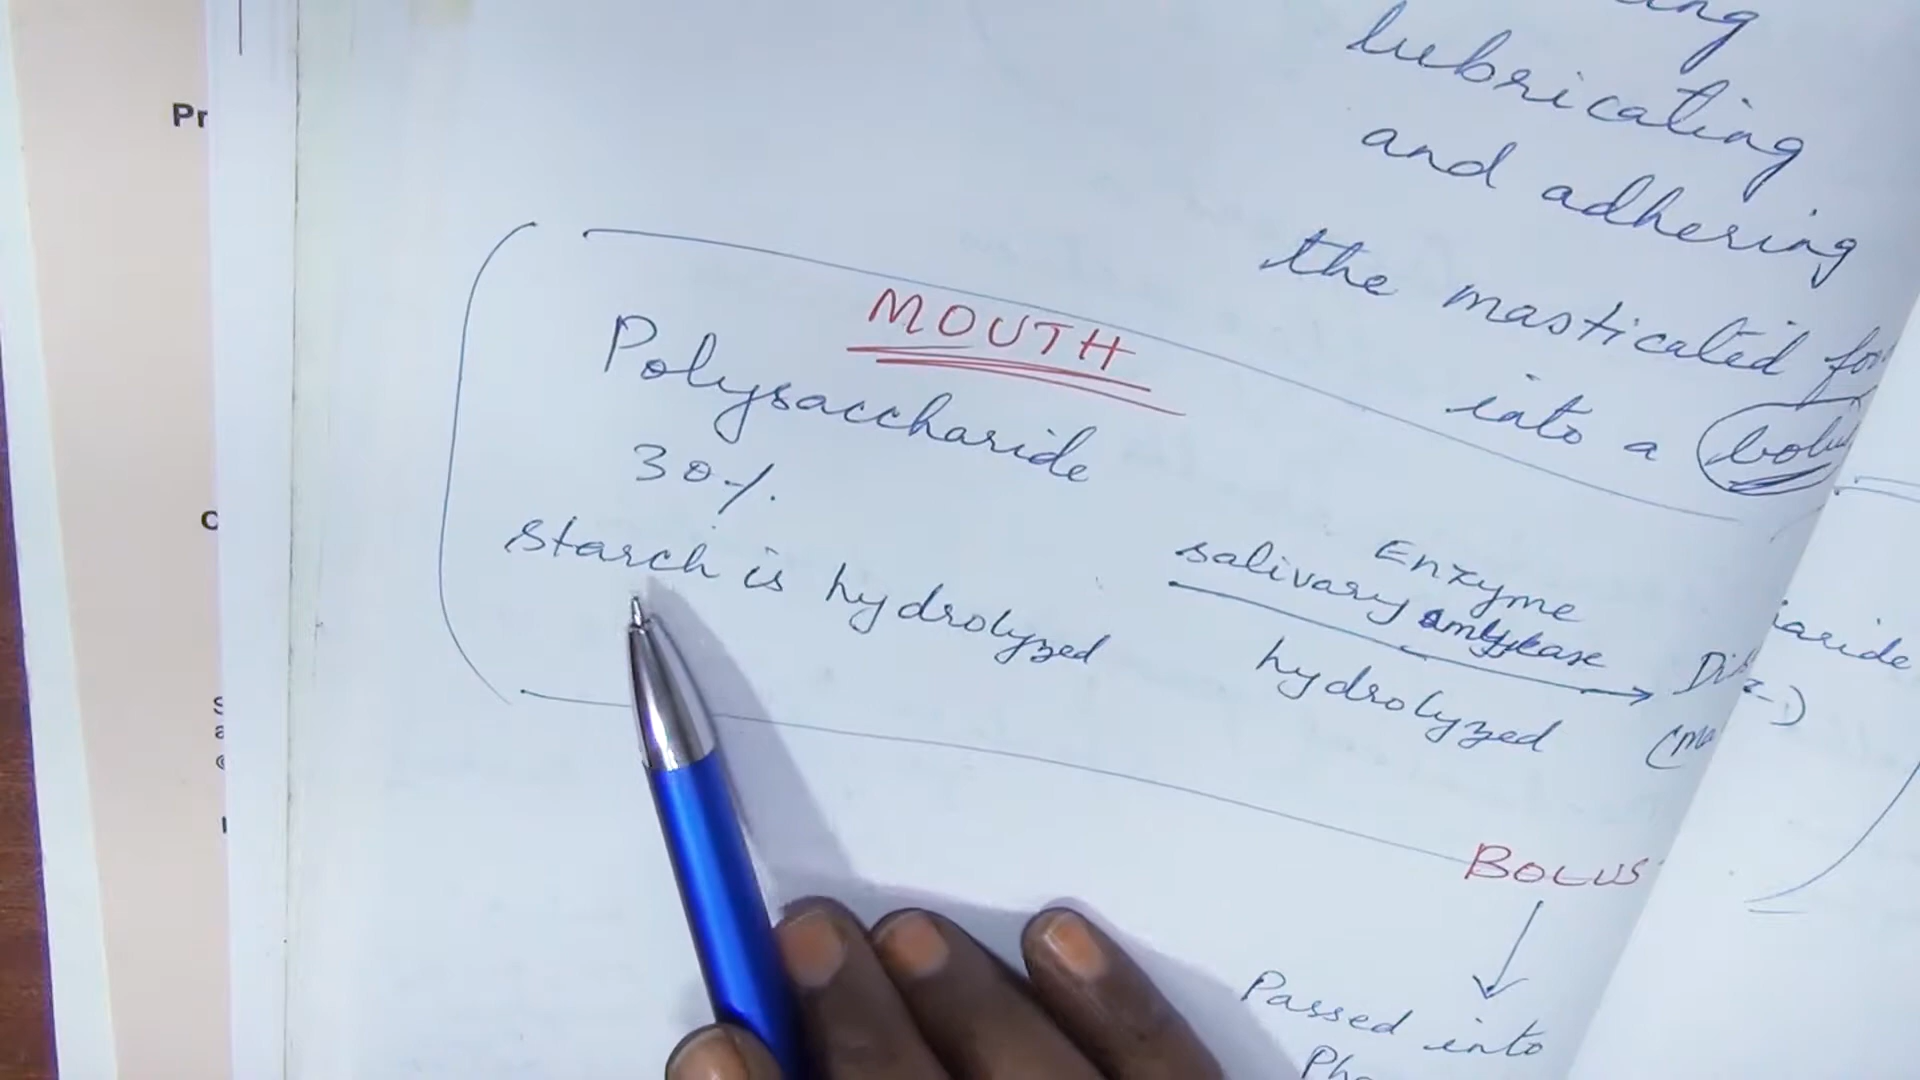 lubricating
and adhering
the masticated
into a
MOUTH
Polysaccharide
30%
starch is hydrolyzed
Enzyme
salivary amylase
hydrolyzed
BOLUS
Passed into
Pr